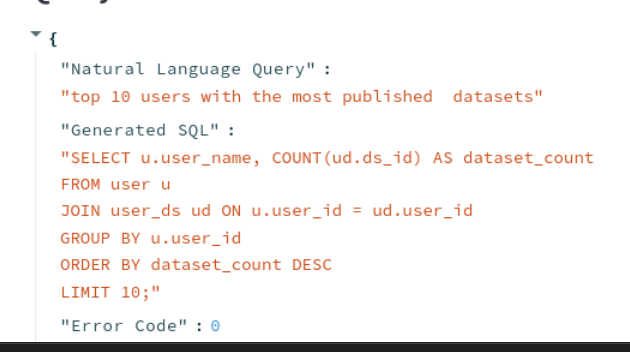 {
"Natural Language Query" :
"top 10 users with the most published  datasets"
"Generated SQL" :
"SELECT u.user_name, COUNT(ud.ds_id) AS dataset_count
FROM user u
JOIN user_ds ud ON u.user_id = ud.user_id
GROUP BY u.user_id
ORDER BY dataset_count DESC
LIMIT 10;"
"Error Code" : 0